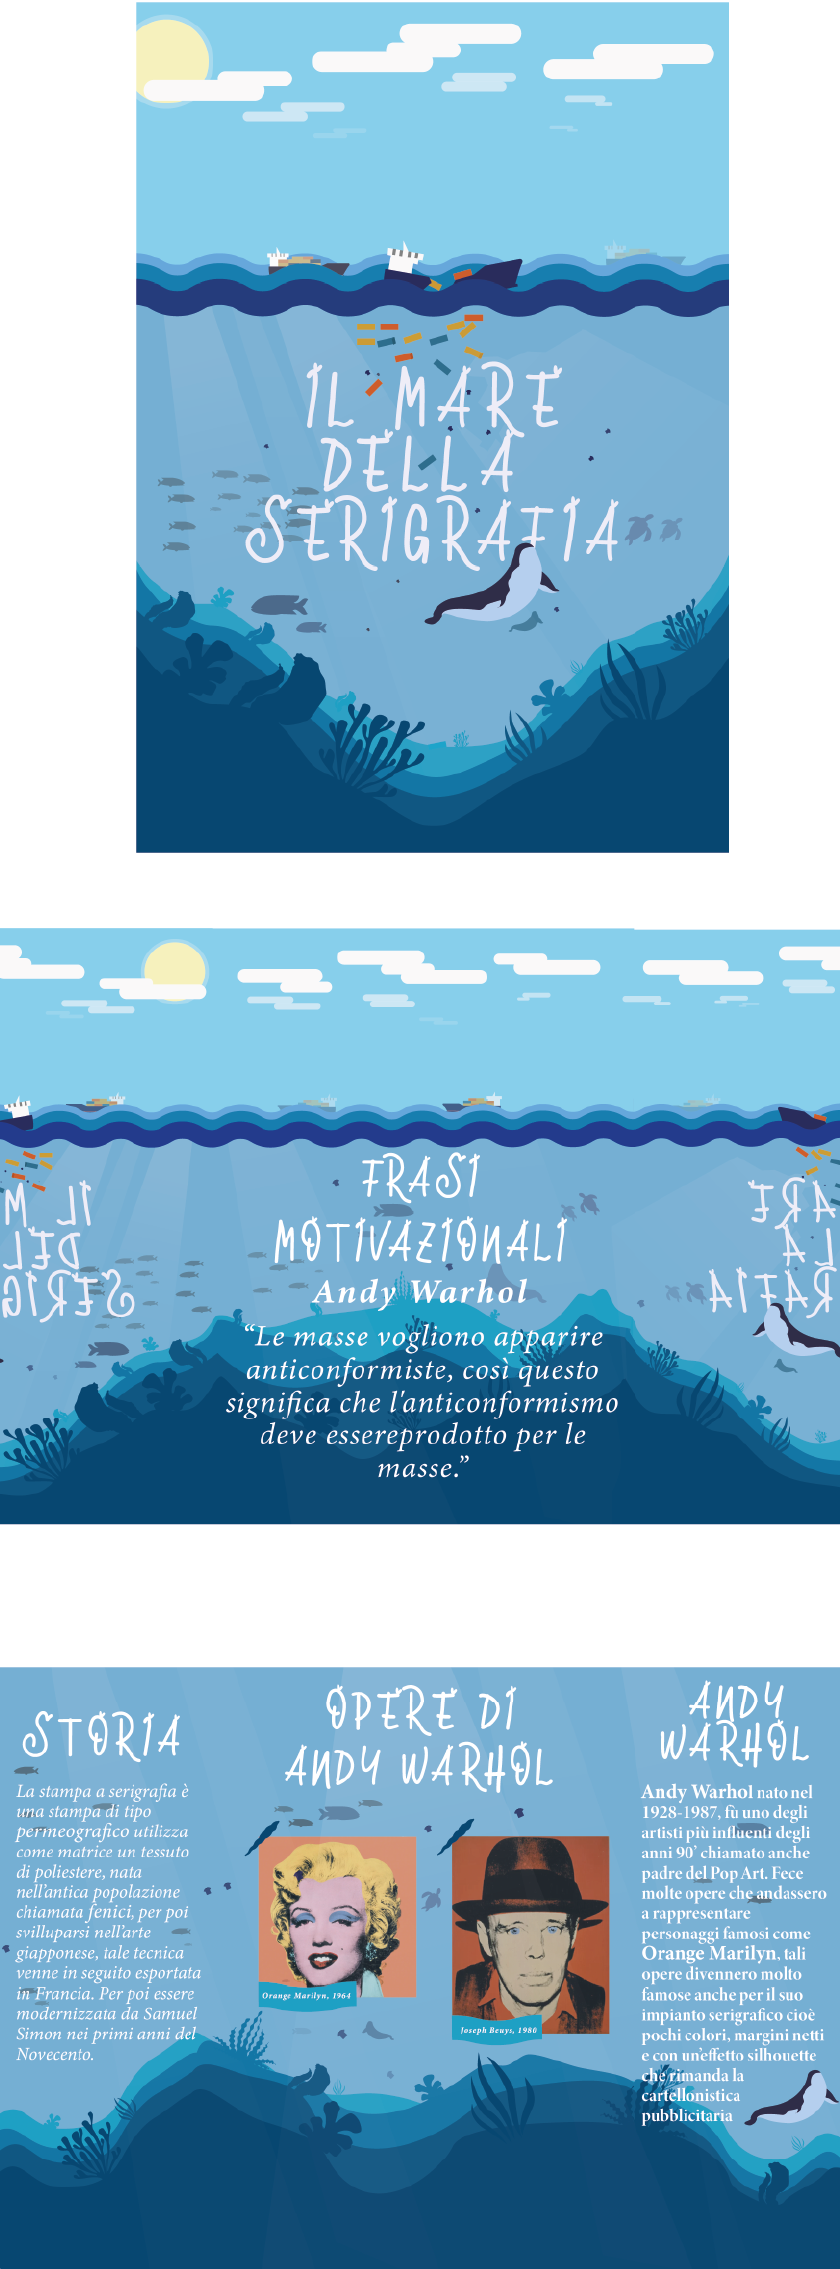 IL MARE
DELLA
SERIGRAFIA
IL M
DEL
SERIG
FRASI
MOTIVAZIONALI
Andy Warhol
“Le masse vogliono apparire
anticonformiste, così questo
significa che l'anticonformismo
deve essereprodotto per le
masse.”
ARE
LA
RAFIA
STORIA
La stampa a serigrafia è
una stampa di tipo
permeografico utilizza
come matrice un tessuto
di poliestere, nata
nell'antica popolazione
chiamata fenici, per poi
svilupparsi nell'arte
giapponese, tale tecnica
venne in seguito esportata
in Francia. Per poi essere
modernizzata da Samuel
Simon nei primi anni del
Novecento.
OPERE DI
ANDY WARHOL
Orange Marilyn, 1964
Joseph Beuys, 1980
ANDY
WARHOL
Andy Warhol nato nel
1928-1987, fù uno degli
artisti più influenti degli
anni 90' chiamato anche
padre del Pop Art. Fece
molte opere che andassero
a rappresentare
personaggi famosi come
Orange Marilyn, tali
opere divennero molto
famose anche per il suo
impianto serigrafico cioè
pochi colori, margini netti
e con un'effetto silhouette
che rimanda la
cartellonistica
pubblicitaria